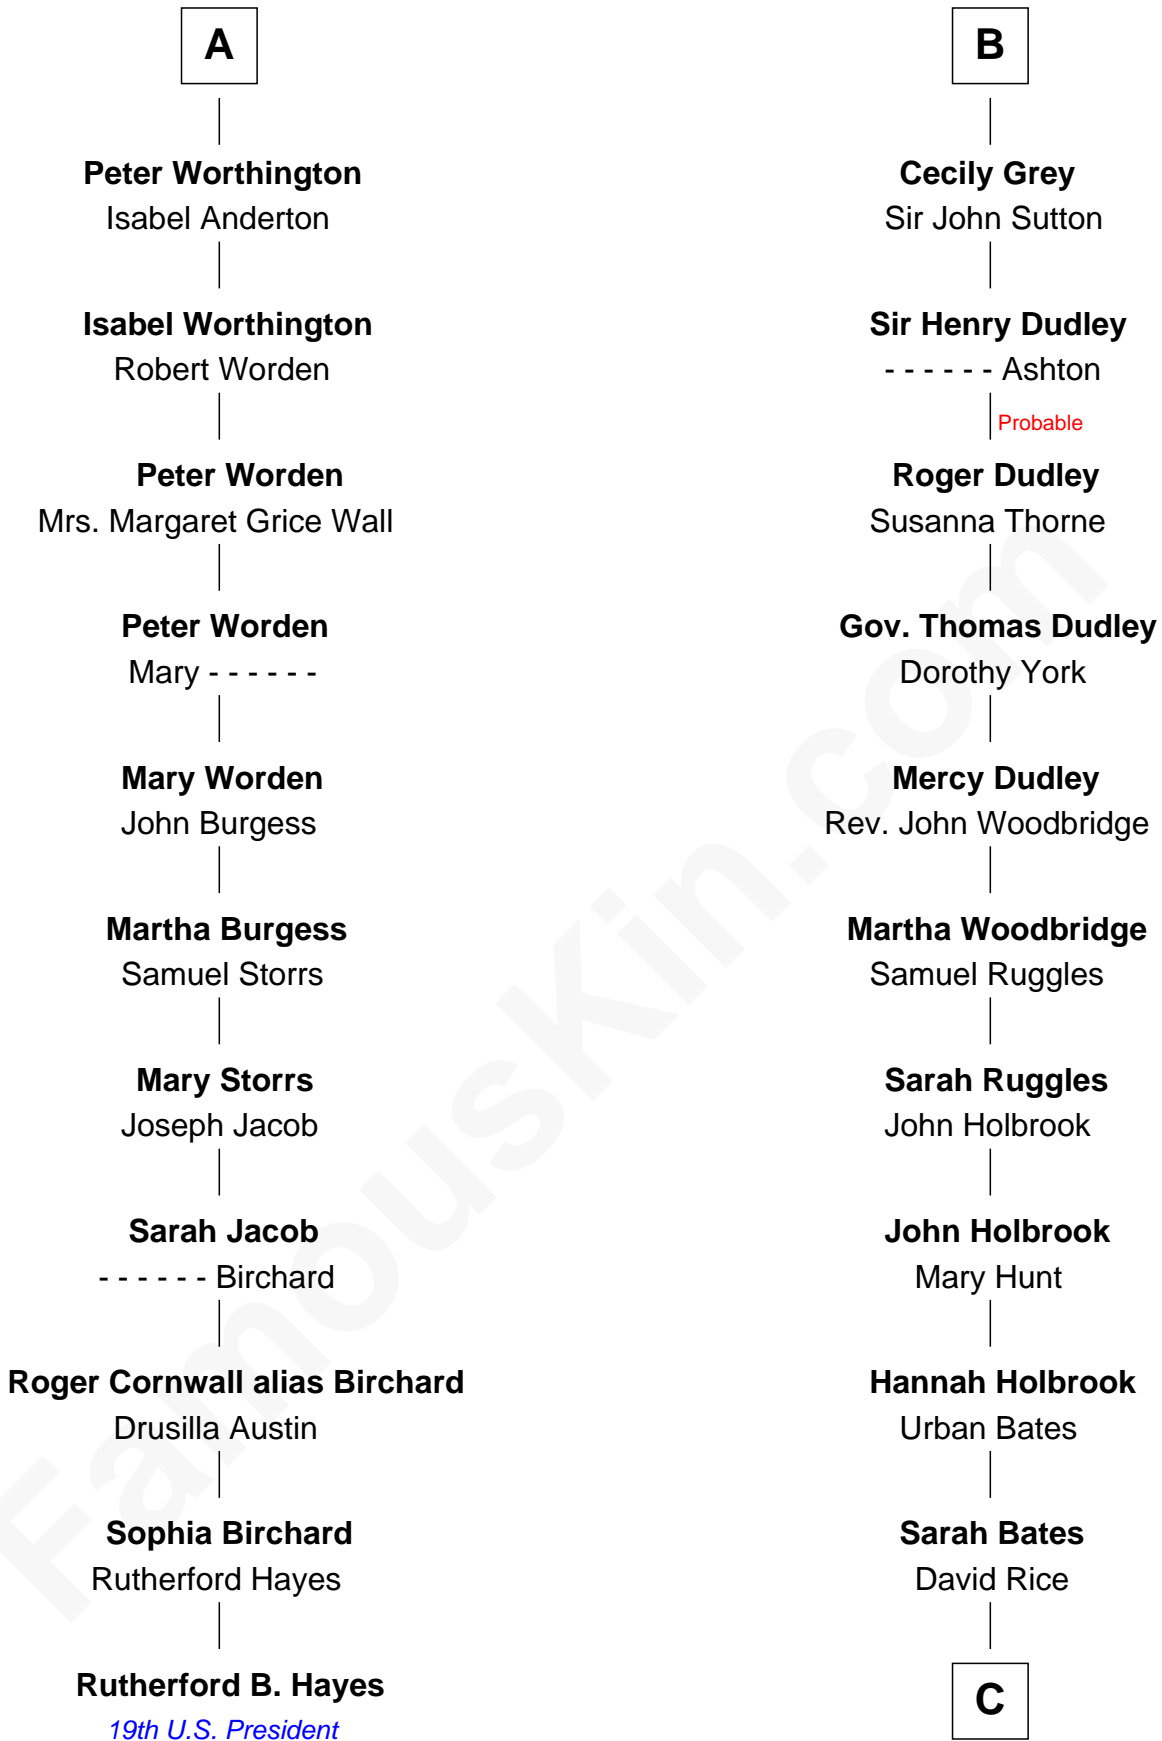 A
Peter Worthington
Isabel Anderton
Isabel Worthington
Robert Worden
Peter Worden
Mrs. Margaret Grice Wall
Peter Worden
Mary - - - - - -
Mary Worden
John Burgess
Martha Burgess
Samuel Storrs
Mary Storrs
Joseph Jacob
Sarah Jacob
- - - - - - Birchard
Roger Cornwall alias Birchard
Drusilla Austin
Sophia Birchard
Rutherford Hayes
Rutherford B. Hayes
19th U.S. President
B
Cecily Grey
Sir John Sutton
Sir Henry Dudley
- - - - - - Ashton
Probable
Roger Dudley
Susanna Thorne
Gov. Thomas Dudley
Dorothy York
Mercy Dudley
Rev. John Woodbridge
Martha Woodbridge
Samuel Ruggles
Sarah Ruggles
John Holbrook
John Holbrook
Mary Hunt
Hannah Holbrook
Urban Bates
Sarah Bates
David Rice
C
FamousKin.com